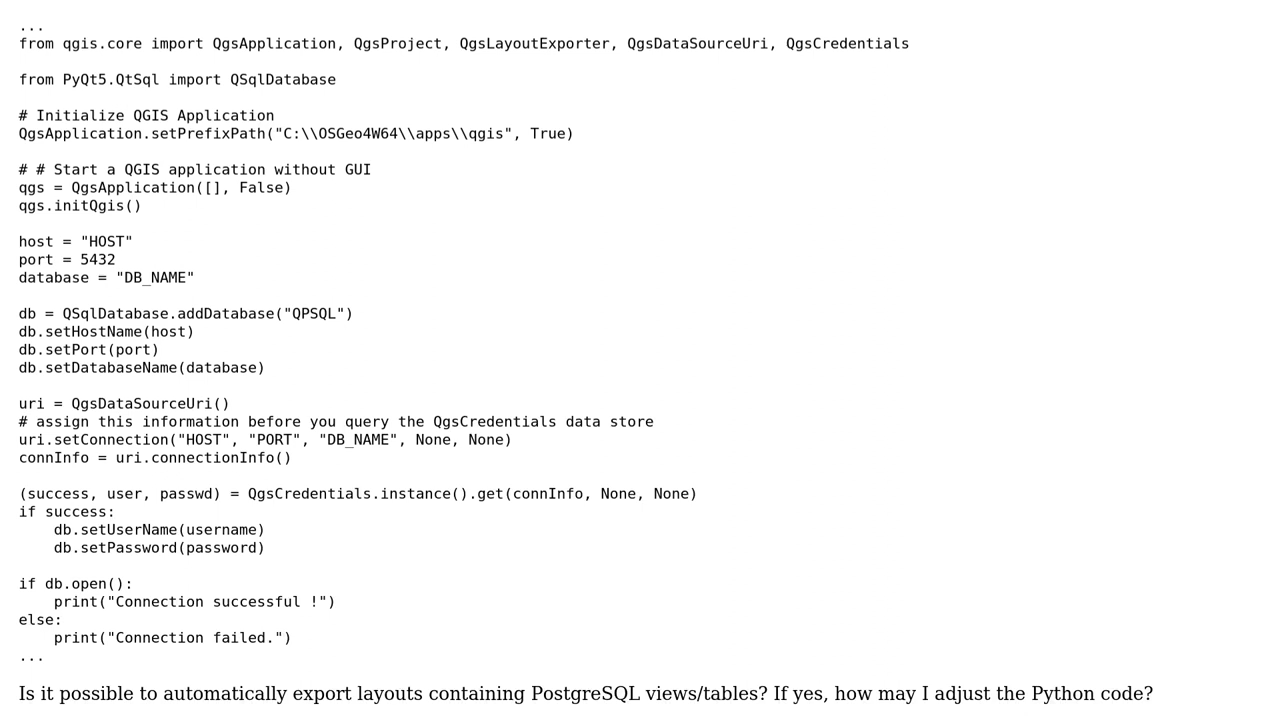 ...
from qgis.core import QgsApplication, QgsProject, QgsLayoutExporter, QgsDataSourceUri, QgsCredentials
from PyQt5.QtSql import QSqlDatabase
# Initialize QGIS Application
QgsApplication.setPrefixPath("C:\\OSGeo4W64\\apps\\qgis", True)
# # Start a QGIS application without GUI
qgs = QgsApplication([], False)
qgs.initQgis()
host = "HOST"
port = 5432
database = "DB_NAME"
db = QSqlDatabase.addDatabase("QPSQL")
db.setHostName(host)
db.setPort(port)
db.setDatabaseName(database)
uri = QgsDataSourceUri()
# assign this information before you query the QgsCredentials data store
uri.setConnection("HOST", "PORT", "DB_NAME", None, None)
connInfo = uri.connectionInfo()
(success, user, passwd) = QgsCredentials.instance().get(connInfo, None, None)
if success:
    db.setUserName(username)
    db.setPassword(password)
if db.open():
    print("Connection successful !")
else:
    print("Connection failed.")
...
Is it possible to automatically export layouts containing PostgreSQL views/tables? If yes, how may I adjust the Python code?